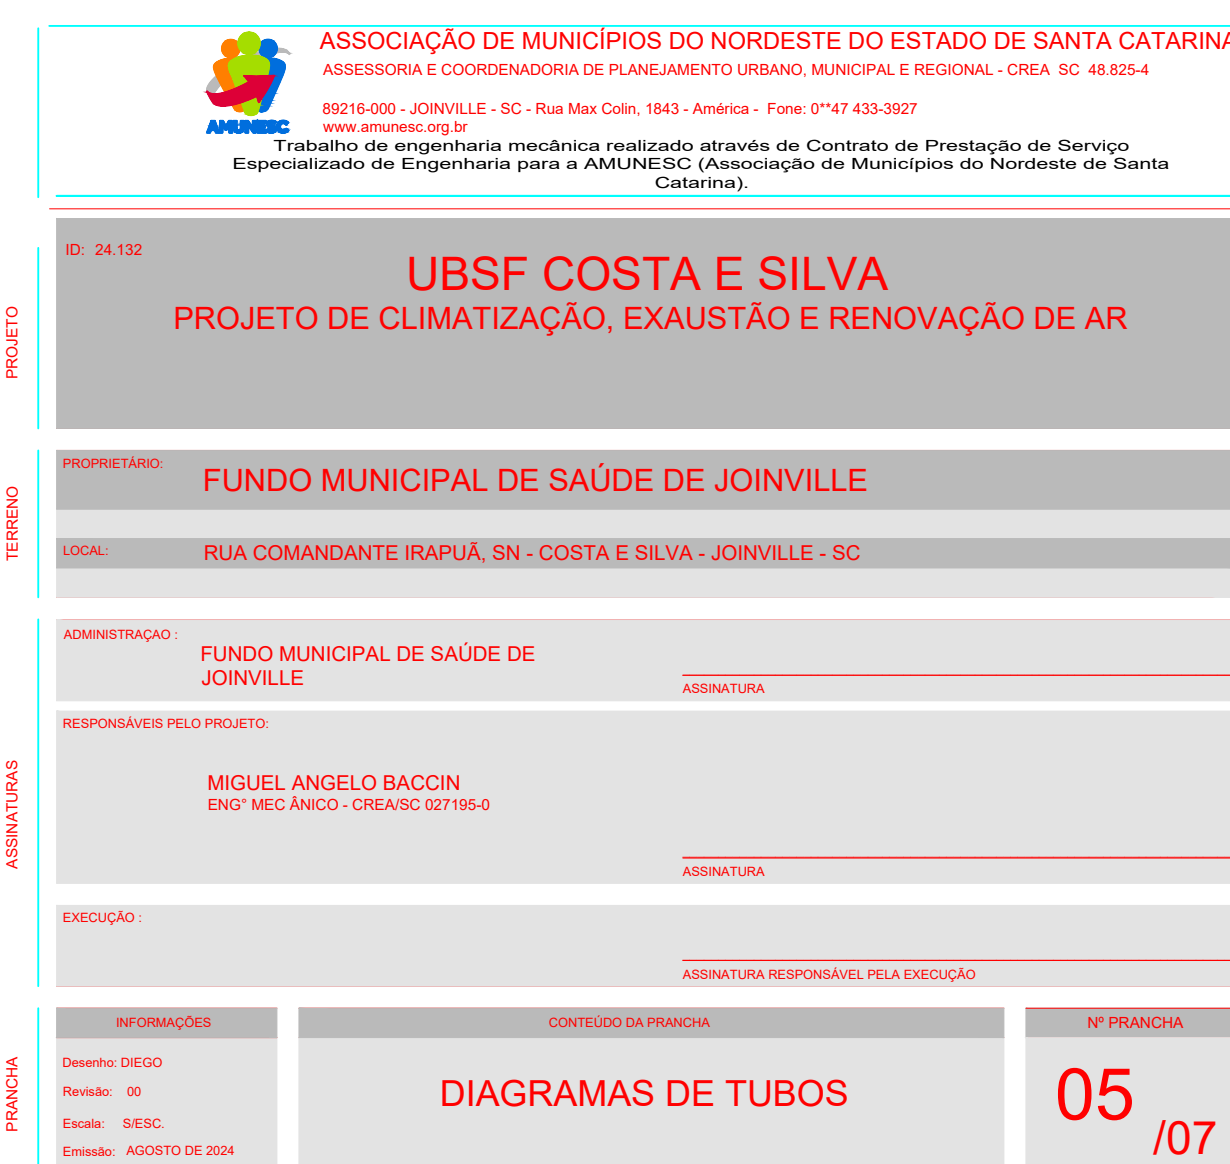 ASSOCIAÇÃO DE MUNICÍPIOS DO NORDESTE DO ESTADO DE SANTA CATARINA
ASSESSORIA E COORDENADORIA DE PLANEJAMENTO URBANO, MUNICIPAL E REGIONAL - CREA SC 48.825-4
AMUNESC
89216-000 - JOINVILLE - SC - Rua Max Colin, 1843 - América - Fone: 0**47 433-3927
www.amunesc.org.br
Trabalho de engenharia mecânica realizado através de Contrato de Prestação de Serviço
Especializado de Engenharia para a AMUNESC (Associação de Municípios do Nordeste de Santa
Catarina).
PROJETO
ID: 24.132
UBSF COSTA E SILVA
PROJETO DE CLIMATIZAÇÃO, EXAUSTÃO E RENOVAÇÃO DE AR
TERRENO
PROPRIETÁRIO:
FUNDO MUNICIPAL DE SAÚDE DE JOINVILLE
LOCAL:
RUA COMANDANTE IRAPUÃ, SN - COSTA E SILVA - JOINVILLE - SC
ASSINATURAS
ADMINISTRAÇAO :
FUNDO MUNICIPAL DE SAÚDE DE
JOINVILLE
ASSINATURA
RESPONSÁVEIS PELO PROJETO:
MIGUEL ANGELO BACCIN
ENG° MEC ÂNICO - CREA/SC 027195-0
ASSINATURA
EXECUÇÃO :
ASSINATURA RESPONSÁVEL PELA EXECUÇÃO
PRANCHA
INFORMAÇÕES
Desenho: DIEGO
Revisão: 00
Escala: S/ESC.
Emissão: AGOSTO DE 2024
CONTEÚDO DA PRANCHA
DIAGRAMAS DE TUBOS
Nº PRANCHA
05
/07